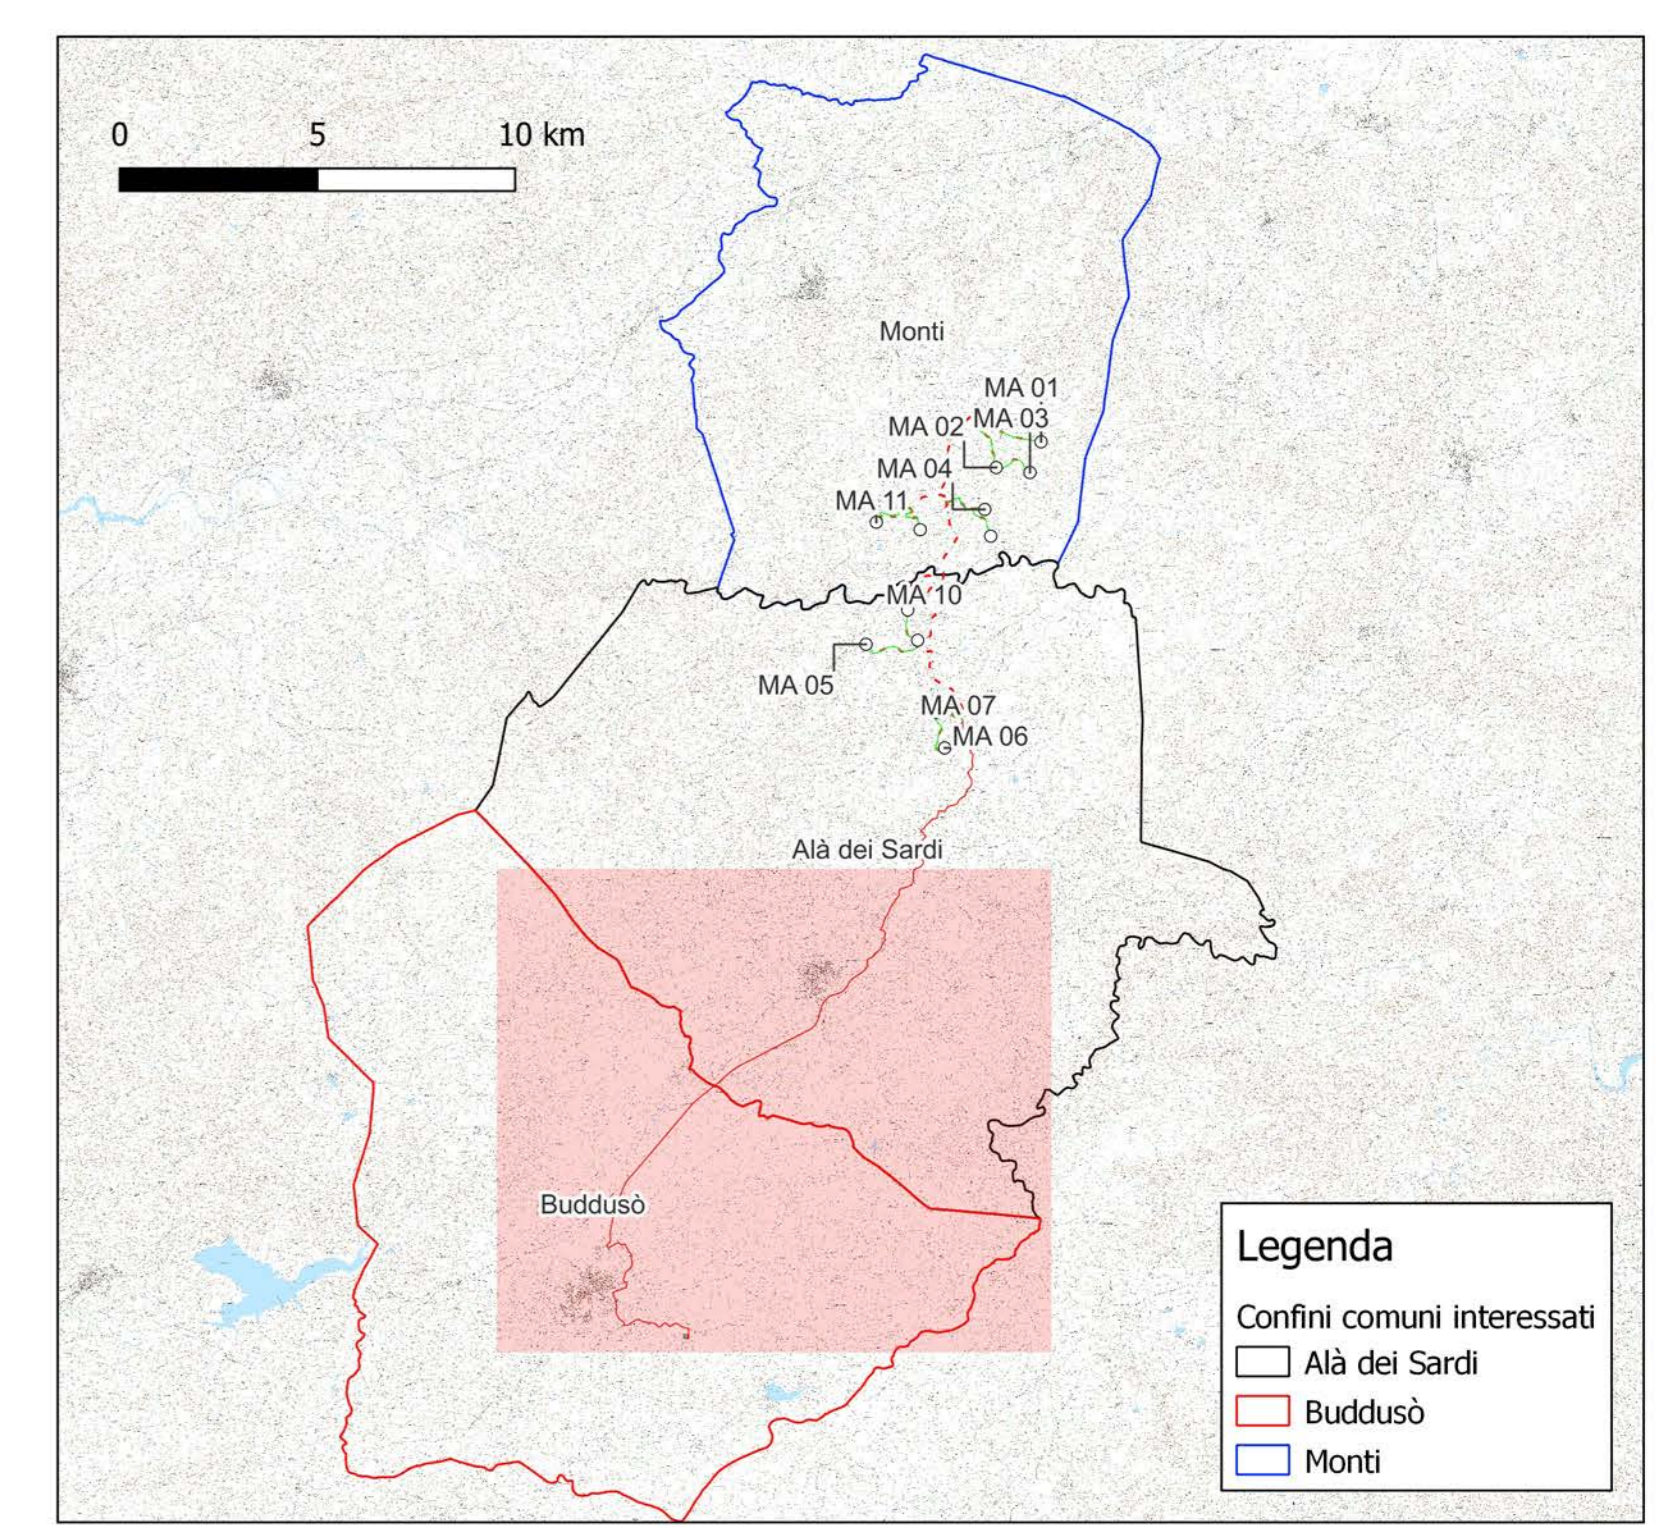 0 5 10 km
Monti
MA 01
MA 02 MA 03
MA 04
MA 11
MA 10
MA 05
MA 07
MA 06
Alà dei Sardi
Buddusò
Legenda
Confini comuni interessati
Alà dei Sardi
Buddusò
Monti